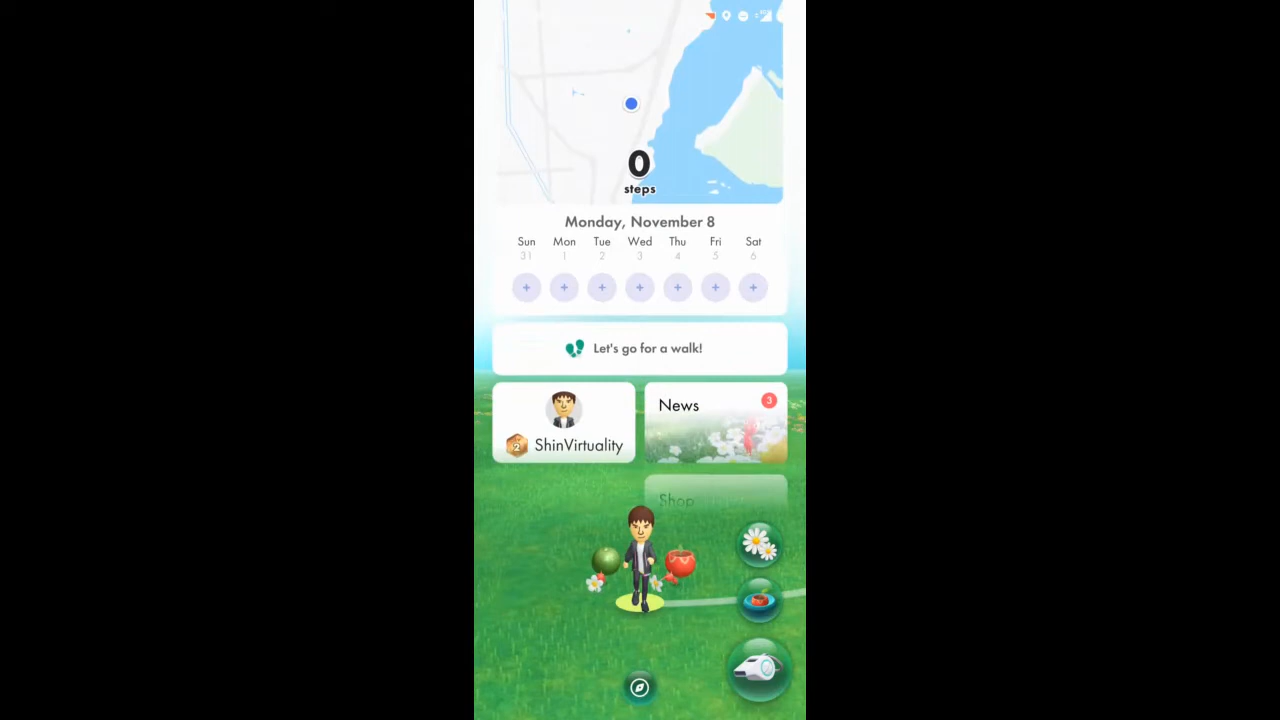 0
steps
Monday, November 8
Sun Mon Tue Wed Thu Fri Sat
31 1 2 3 4 5 6
+ + + + + + +
Let's go for a walk!
2 ShinVirtuality
News 3
Shop